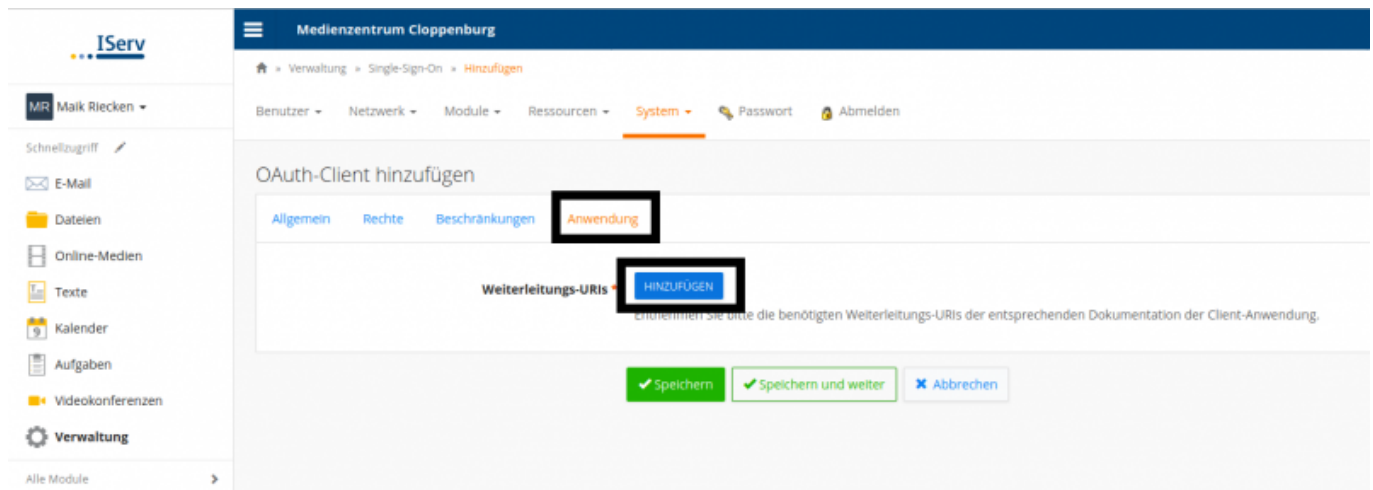 IServ
Medienzentrum Cloppenburg
» Verwaltung » Single-Sign-On » Hinzufügen
MR Maik Riecken
Benutzer Netzwerk Module Ressourcen System Passwort Abmelden
Schnellzugriff
E-Mail
Dateien
Online-Medien
Texte
9 Kalender
Aufgaben
Videokonferenzen
Verwaltung
Alle Module
OAuth-Client hinzufügen
Allgemein Rechte Beschränkungen Anwendung
Weiterleitungs-URIs * HINZUFÜGEN
Entnehmen Sie bitte die benötigten Weiterleitungs-URIs der entsprechenden Dokumentation der Client-Anwendung.
Speichern Speichern und weiter Abbrechen